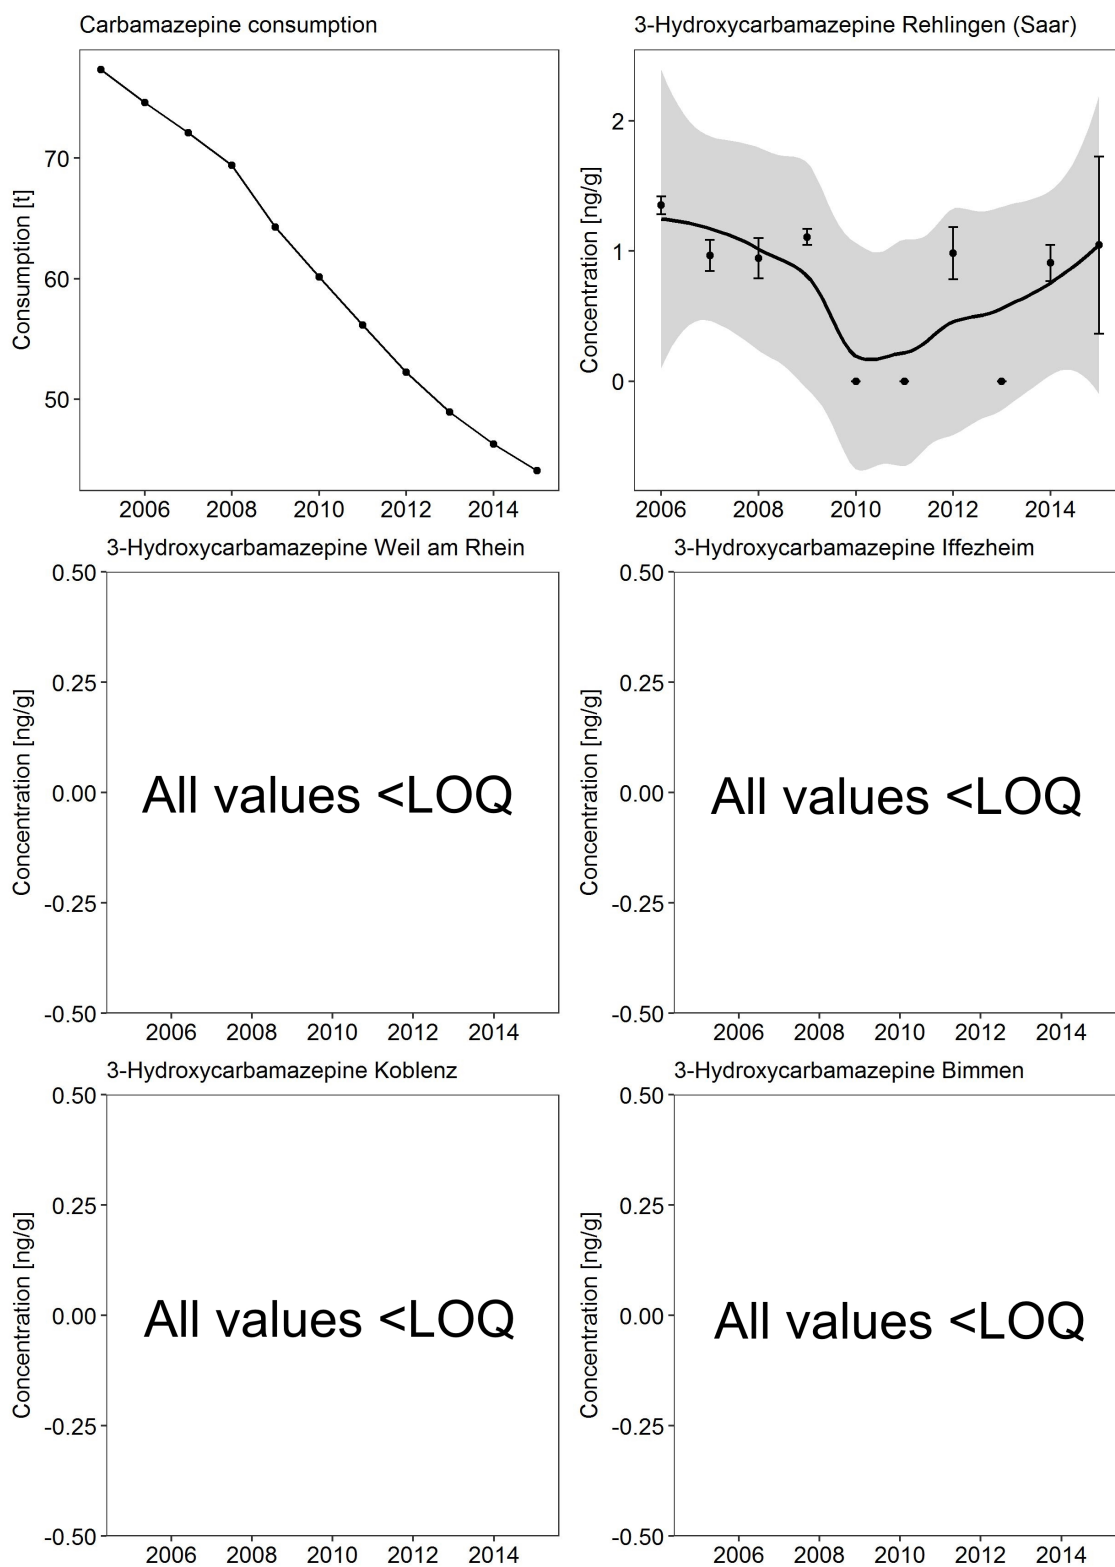 Carbamazepine consumption
Consumption [t]
70
60
50
2006 2008 2010 2012 2014
3-Hydroxycarbamazepine Rehlingen (Saar)
Concentration [ng/g]
2
1
0
2006 2008 2010 2012 2014
3-Hydroxycarbamazepine Weil am Rhein
Concentration [ng/g]
0.50
0.25
0.00
-0.25
-0.50
All values <LOQ
2006 2008 2010 2012 2014
3-Hydroxycarbamazepine Iffezheim
Concentration [ng/g]
0.50
0.25
0.00
-0.25
-0.50
All values <LOQ
2006 2008 2010 2012 2014
3-Hydroxycarbamazepine Koblenz
Concentration [ng/g]
0.50
0.25
0.00
-0.25
-0.50
All values <LOQ
2006 2008 2010 2012 2014
3-Hydroxycarbamazepine Bimmen
Concentration [ng/g]
0.50
0.25
0.00
-0.25
-0.50
All values <LOQ
2006 2008 2010 2012 2014